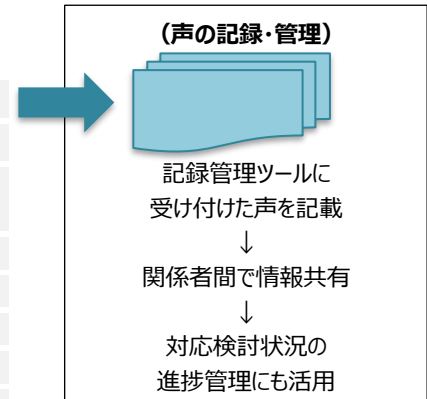 （声の記録・管理）
記録管理ツールに
受け付けた声を記載
↓
関係者間で情報共有
↓
対応検討状況の
進捗管理にも活用